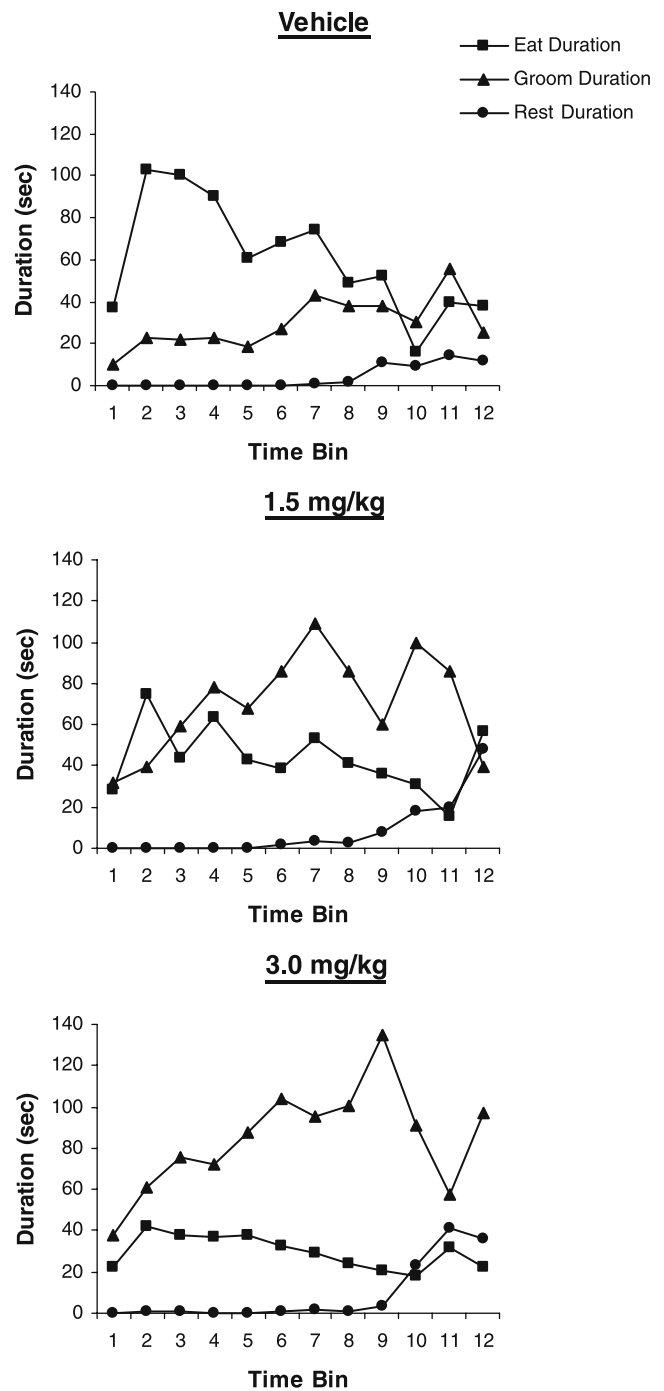 Vehicle
Eat Duration
Groom Duration
Rest Duration
Duration (sec)
140
120
100
80
60
40
20
0
1 2 3 4 5 6 7 8 9 10 11 12
Time Bin
1.5 mg/kg
Duration (sec)
140
120
100
80
60
40
20
0
1 2 3 4 5 6 7 8 9 10 11 12
Time Bin
3.0 mg/kg
Duration (sec)
140
120
100
80
60
40
20
0
1 2 3 4 5 6 7 8 9 10 11 12
Time Bin